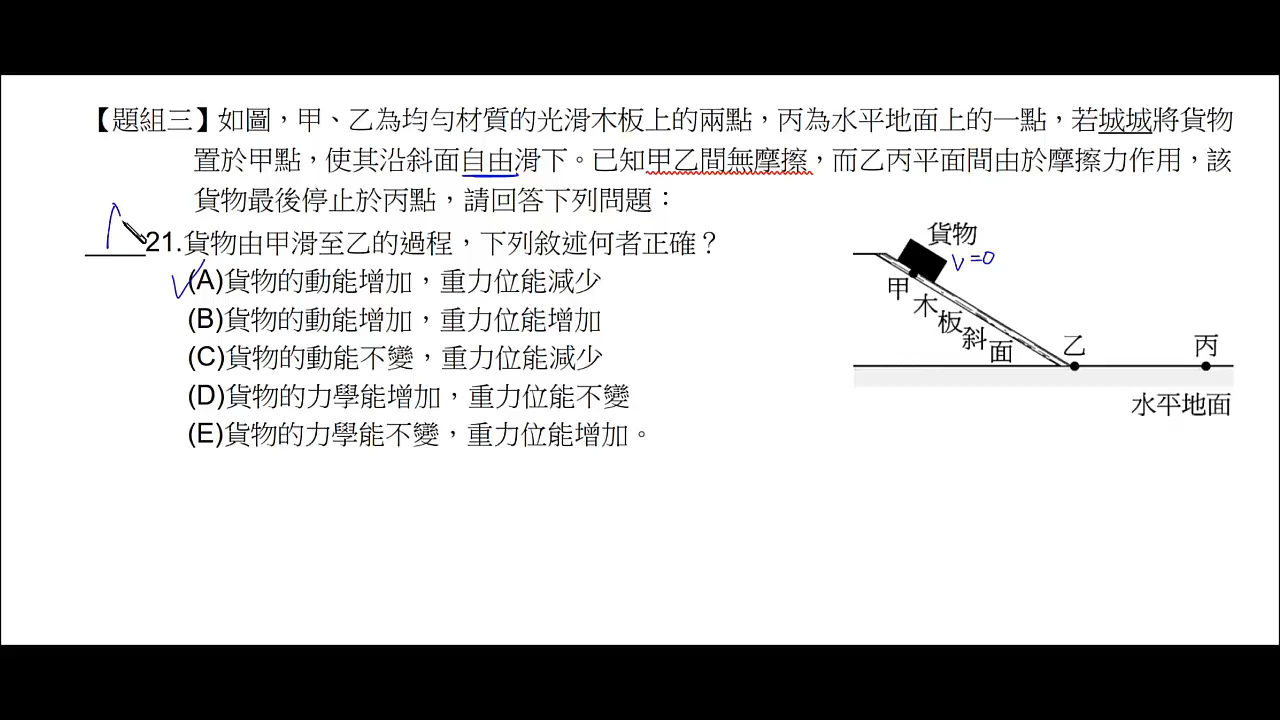 【題組三】如圖，甲、乙為均勻材質的光滑木板上的兩點，丙為水平地面上的一點，若城城將貨物
置於甲點，使其沿斜面自由滑下。已知甲乙間無摩擦，而乙丙平面間由於摩擦力作用，該
貨物最後停止於丙點，請回答下列問題：
21.貨物由甲滑至乙的過程，下列敘述何者正確？
(A)貨物的動能增加，重力位能減少
(B)貨物的動能增加，重力位能增加
(C)貨物的動能不變，重力位能減少
(D)貨物的力學能增加，重力位能不變
(E)貨物的力學能不變，重力位能增加。
貨物
v=0
甲
木板斜面
乙
丙
水平地面